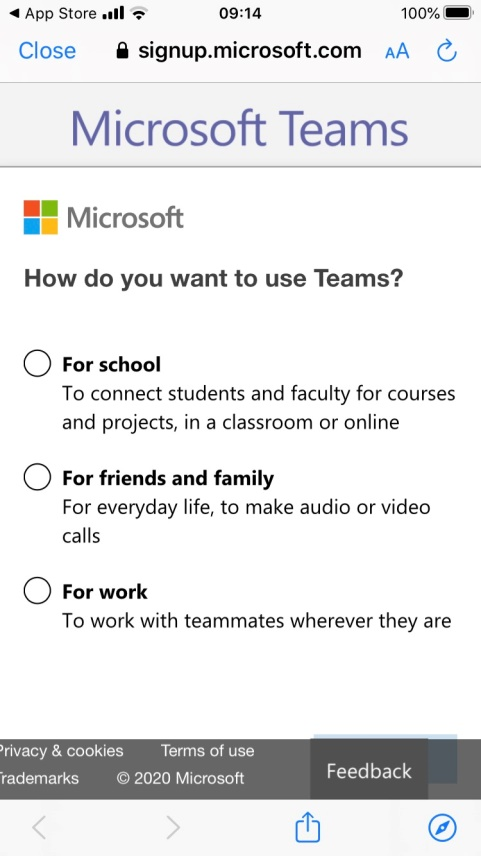 App Store
09:14
100%
Close
signup.microsoft.com
AA
Microsoft Teams
Microsoft
How do you want to use Teams?
For school
To connect students and faculty for courses
and projects, in a classroom or online
For friends and family
For everyday life, to make audio or video
calls
For work
To work with teammates wherever they are
Privacy & cookies Terms of use
Trademarks © 2020 Microsoft
Feedback